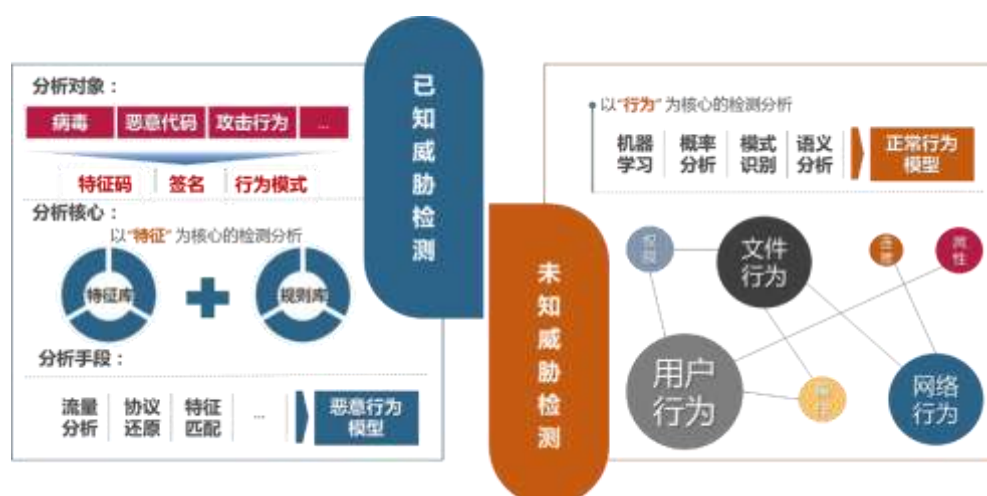 分析对象：
病毒 恶意代码 攻击行为 ...
特征码 签名 行为模式
分析核心：
以“特征”为核心的检测分析
特征库 规则库
分析手段：
流量分析 协议还原 特征匹配 ... 恶意行为模型
已知威胁检测
未知威胁检测
以“行为”为核心的检测分析
机器学习 概率分析 模式识别 语义分析 正常行为模型
文件行为
属性
用户行为
网络行为